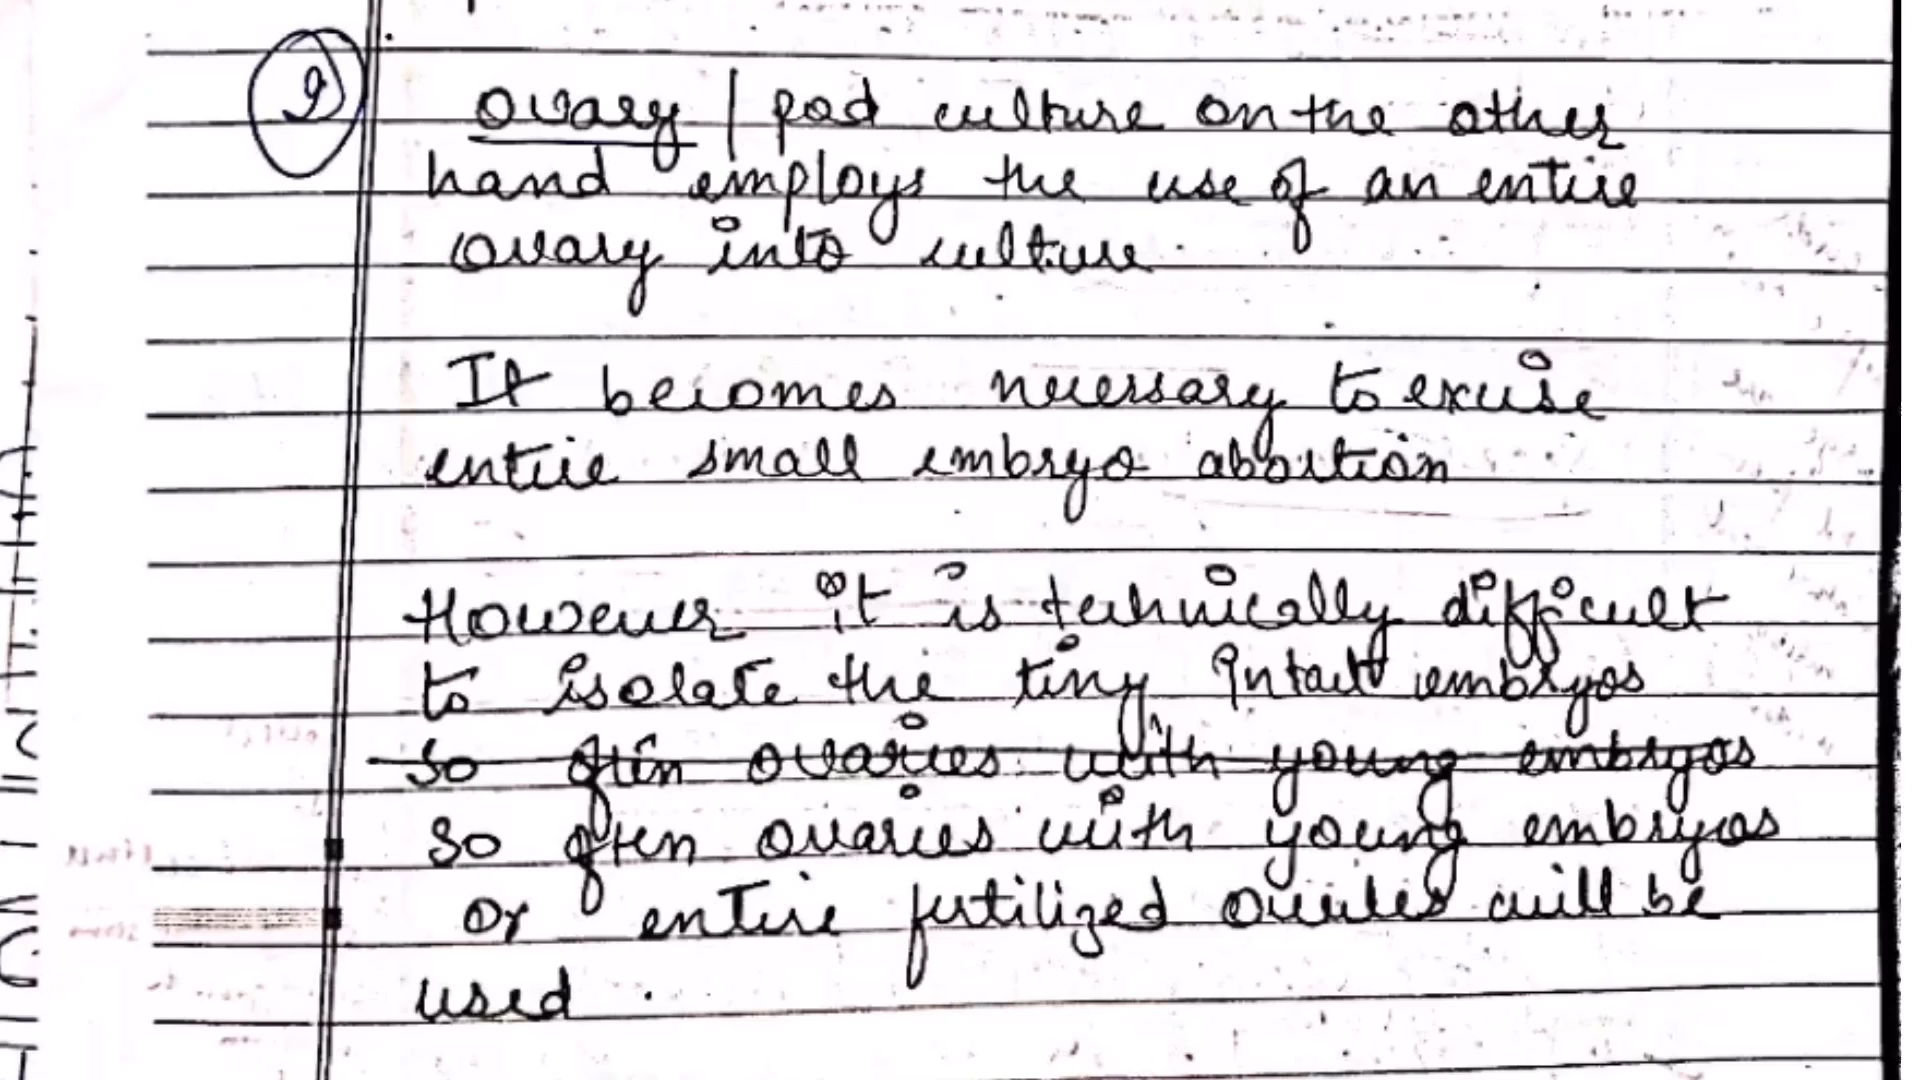 9
ovary / pod culture on the other
hand employs the use of an entire
ovary into culture.
It becomes necessary to excise
entire small embryo abortion
However it is technically difficult
to isolate the tiny intact embryos
so often ovaries with young embryos
so often ovaries with young embryos
or entire fertilized ovules will be
used.